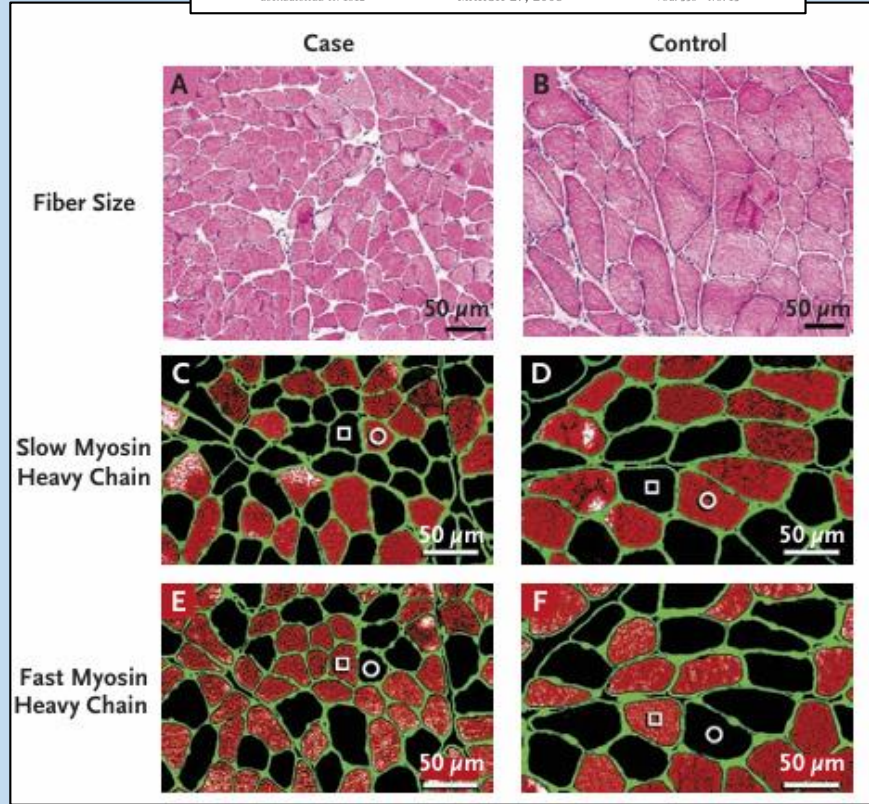 Case
Control
A
B
Fiber Size
50 µm
50 µm
C
D
Slow Myosin
Heavy Chain
50 µm
50 µm
E
F
Fast Myosin
Heavy Chain
50 µm
50 µm